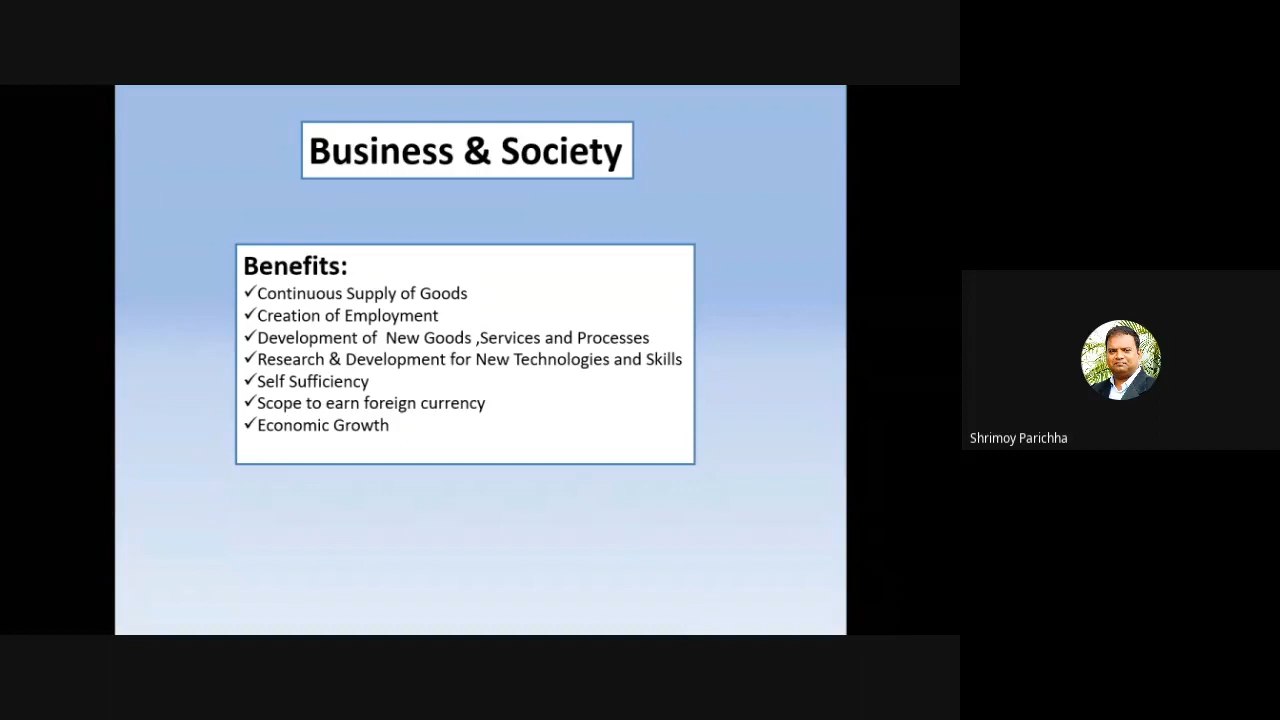 Business & Society
Benefits:
✓Continuous Supply of Goods
✓Creation of Employment
✓Development of  New Goods ,Services and Processes
✓Research & Development for New Technologies and Skills
✓Self Sufficiency
✓Scope to earn foreign currency
✓Economic Growth
Shrimoy Parichha